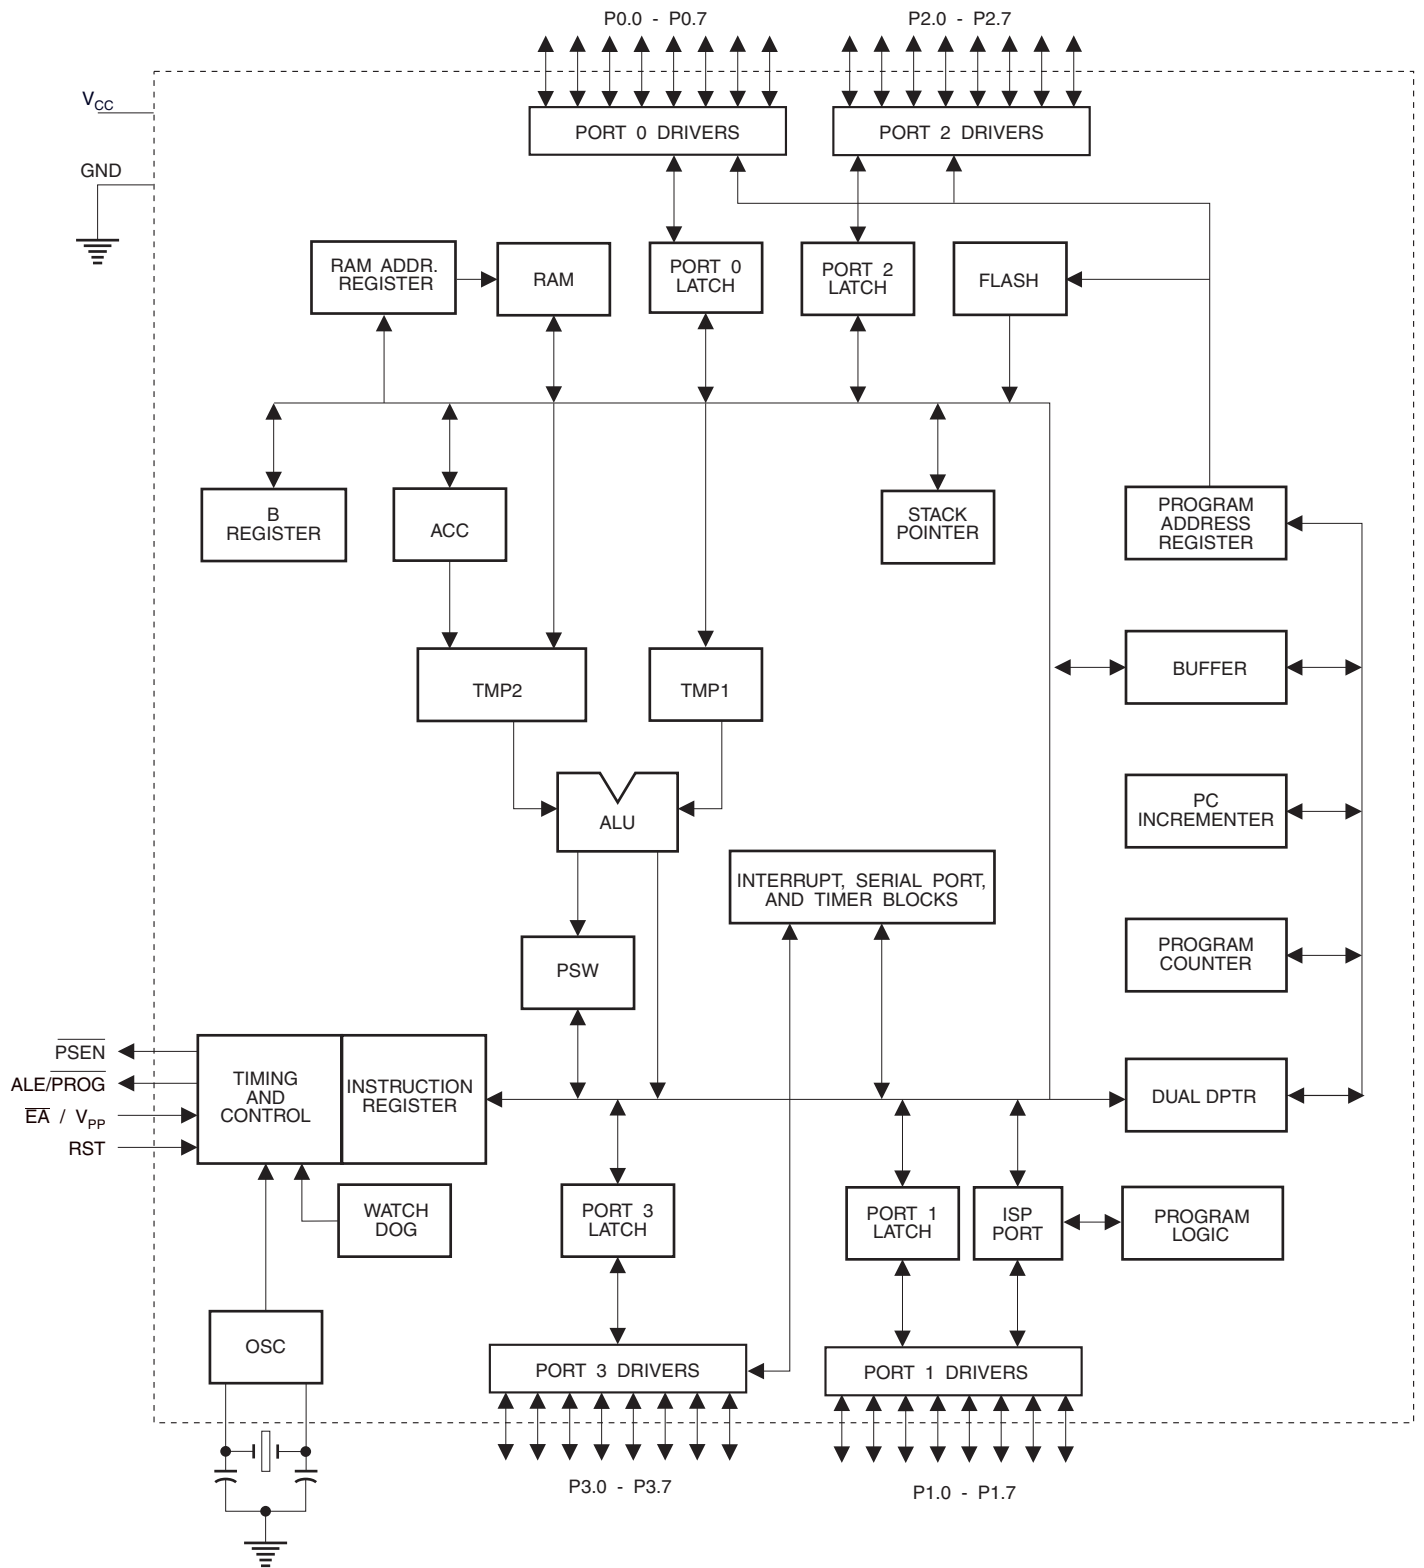 P0.0 - P0.7
P2.0 - P2.7
VCC
PORT 0 DRIVERS
PORT 2 DRIVERS
GND
RAM ADDR.
REGISTER
RAM
PORT 0
LATCH
PORT 2
LATCH
FLASH
B
REGISTER
ACC
STACK
POINTER
PROGRAM
ADDRESS
REGISTER
BUFFER
TMP2
TMP1
PC
INCREMENTER
ALU
INTERRUPT, SERIAL PORT,
AND TIMER BLOCKS
PROGRAM
COUNTER
PSW
PSEN
ALE/PROG
EA / VPP
RST
TIMING
AND
CONTROL
INSTRUCTION
REGISTER
DUAL DPTR
WATCH
DOG
PORT 3
LATCH
PORT 1
LATCH
ISP
PORT
PROGRAM
LOGIC
OSC
PORT 3 DRIVERS
PORT 1 DRIVERS
P3.0 - P3.7
P1.0 - P1.7